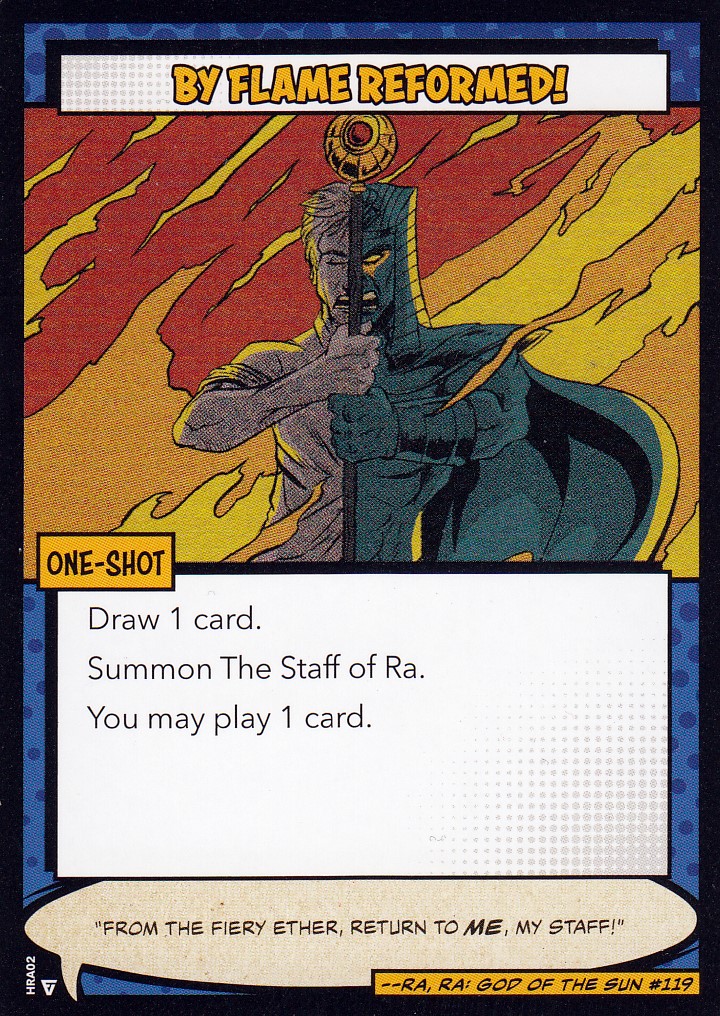 BY FLAME REFORMED!
ONE-SHOT
Draw 1 card.
Summon The Staff of Ra.
You may play 1 card.
"FROM THE FIERY ETHER, RETURN TO ME, MY STAFF!"
--RA, RA: GOD OF THE SUN #119
HRA02